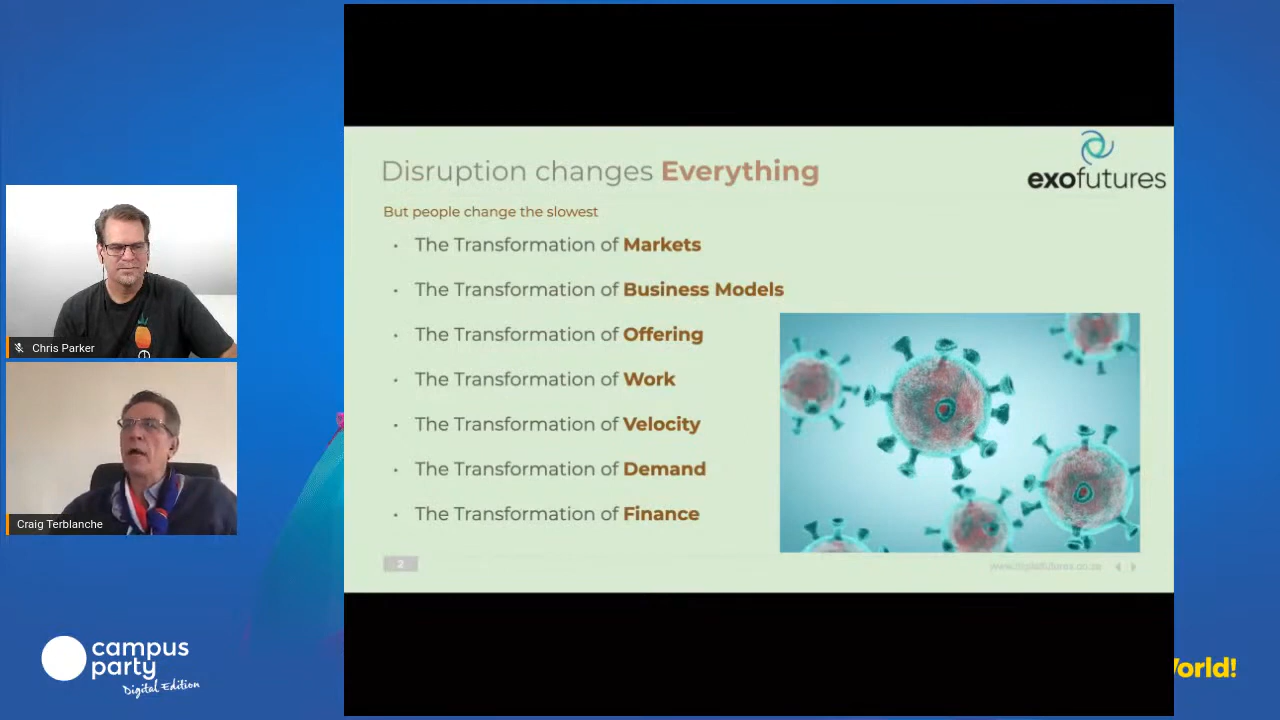 Disruption changes Everything
exofutures
But people change the slowest
• The Transformation of Markets
• The Transformation of Business Models
• The Transformation of Offering
• The Transformation of Work
• The Transformation of Velocity
• The Transformation of Demand
• The Transformation of Finance
2
Chris Parker
Craig Terblanche
campus
party
Digital Edition
World!